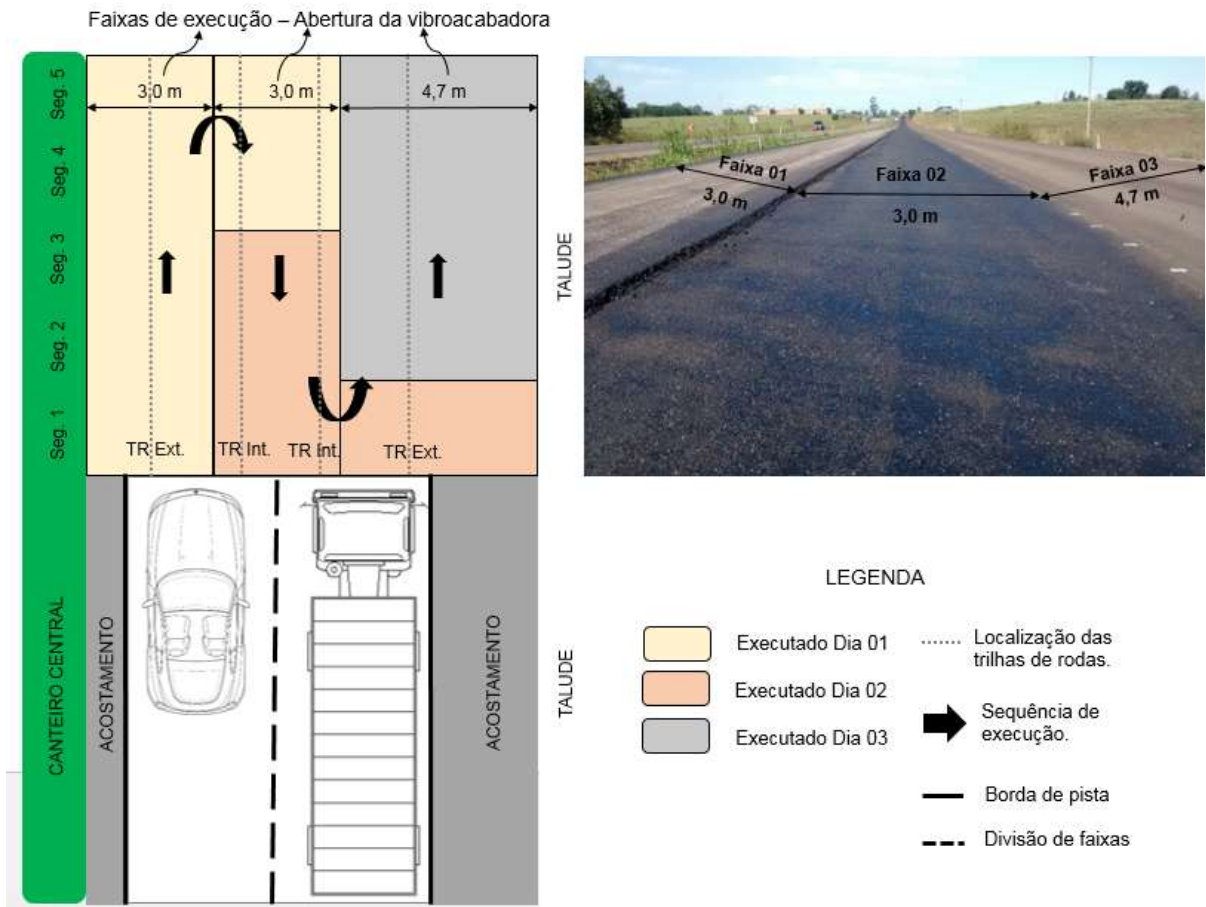 Faixas de execução – Abertura da vibroacabadora
3,0 m
3,0 m
4,7 m
Seg. 5
Seg. 4
Seg. 3
Seg. 2
Seg. 1
TR Ext.
TR Int.
TR Int.
TR Ext.
TALUDE
Faixa 01
3,0 m
Faixa 02
3,0 m
Faixa 03
4,7 m
CANTEIRO CENTRAL
ACOSTAMENTO
ACOSTAMENTO
TALUDE
LEGENDA
Executado Dia 01
Executado Dia 02
Executado Dia 03
Localização das
trilhas de rodas.
Sequência de
execução.
Borda de pista
Divisão de faixas